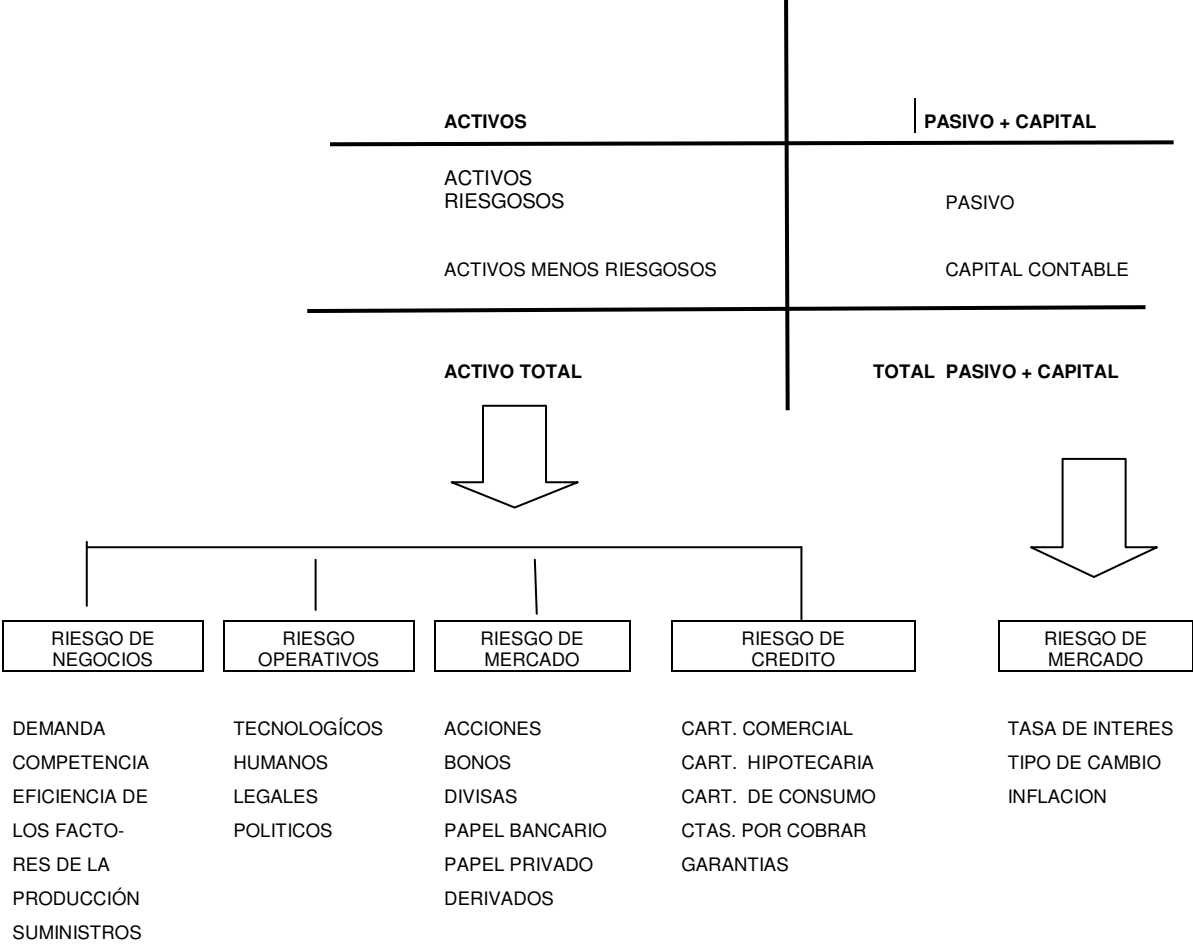 ACTIVOS
PASIVO + CAPITAL
ACTIVOS
RIESGOSOS
PASIVO
ACTIVOS MENOS RIESGOSOS
CAPITAL CONTABLE
ACTIVO TOTAL
TOTAL PASIVO + CAPITAL
RIESGO DE
NEGOCIOS
RIESGO
OPERATIVOS
RIESGO DE
MERCADO
RIESGO DE
CREDITO
RIESGO DE
MERCADO
DEMANDA
COMPETENCIA
EFICIENCIA DE
LOS FACTO-
RES DE LA
PRODUCCIÓN
SUMINISTROS
TECNOLOGÍCOS
HUMANOS
LEGALES
POLITICOS
ACCIONES
BONOS
DIVISAS
PAPEL BANCARIO
PAPEL PRIVADO
DERIVADOS
CART. COMERCIAL
CART. HIPOTECARIA
CART. DE CONSUMO
CTAS. POR COBRAR
GARANTIAS
TASA DE INTERES
TIPO DE CAMBIO
INFLACION